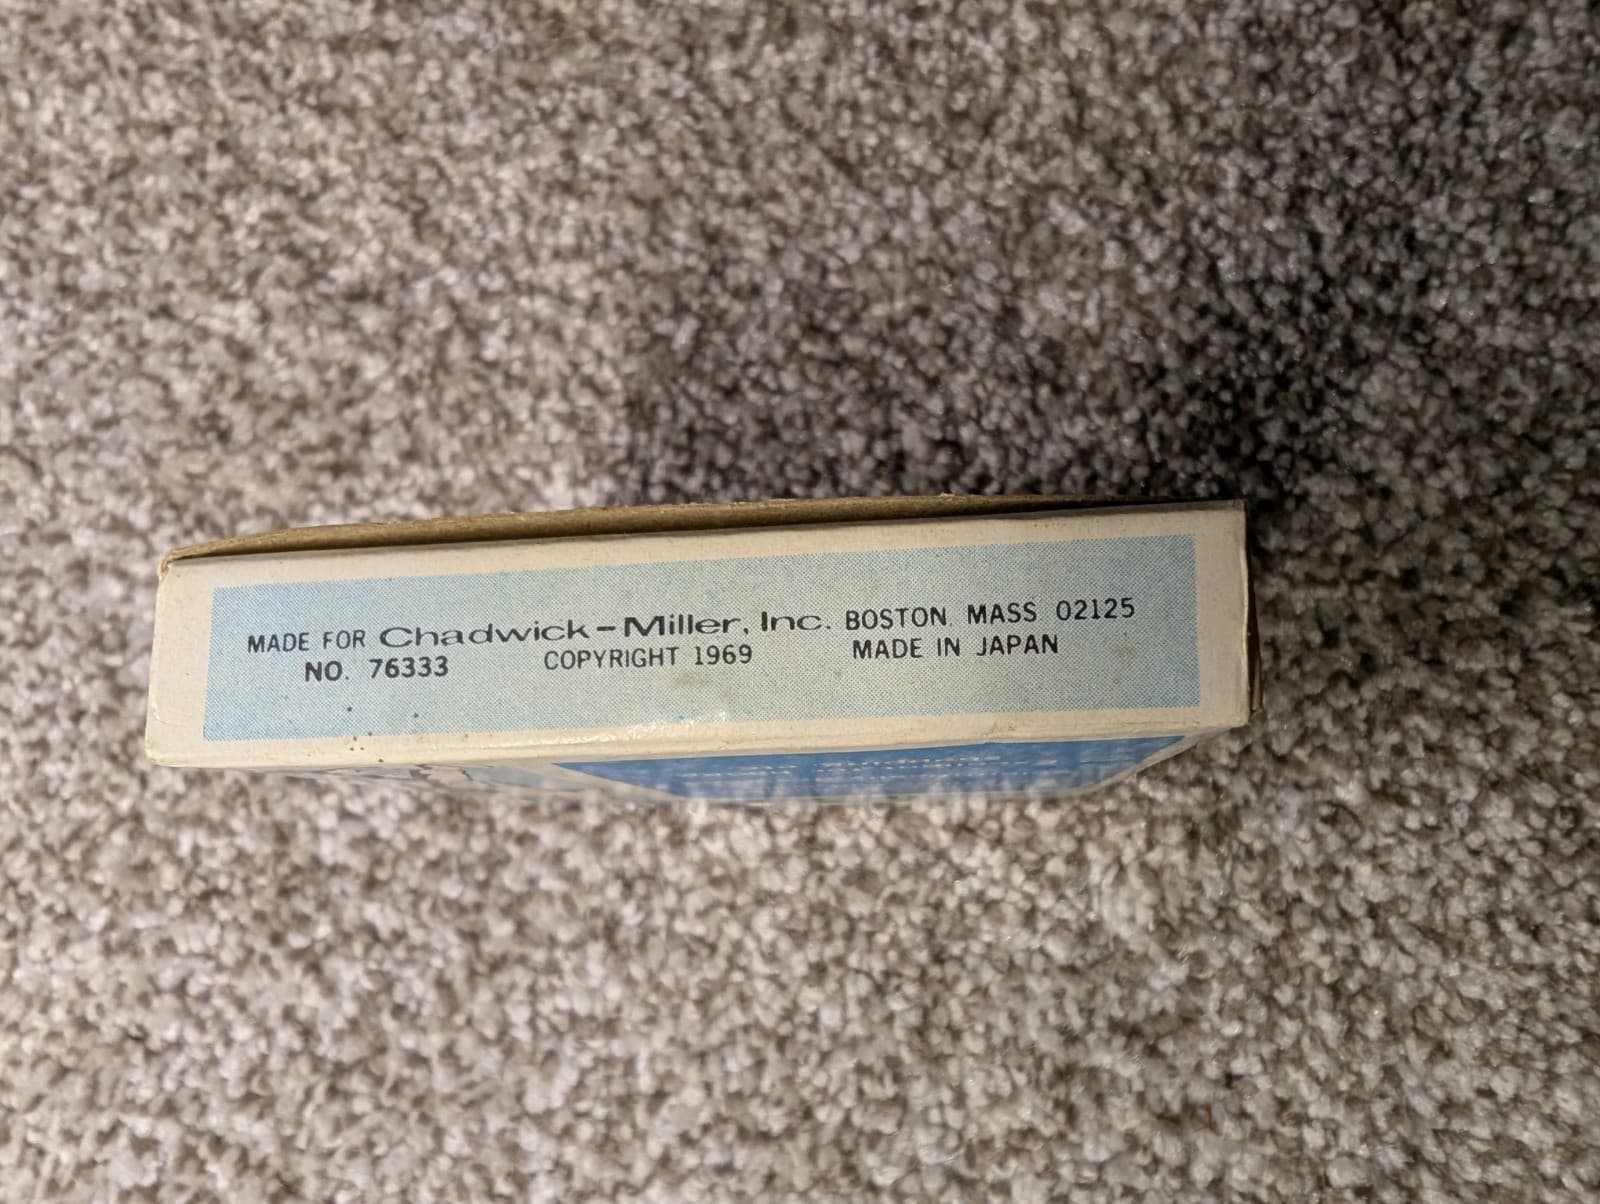 MADE FOR Chadwick-Miller, Inc. BOSTON, MASS 02125
NO. 76333 COPYRIGHT 1969 MADE IN JAPAN